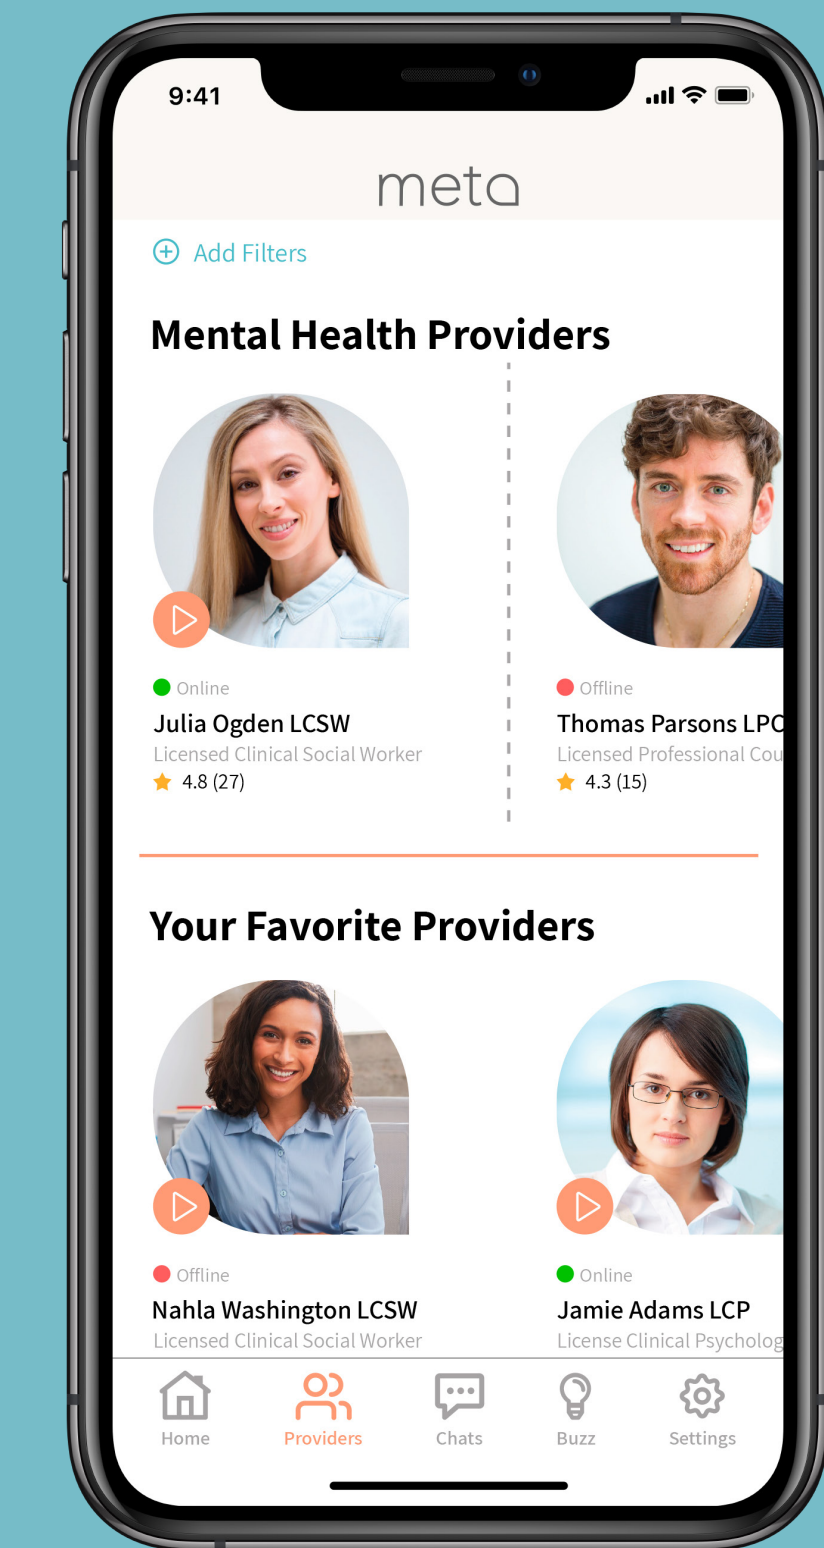 9:41
meta
Add Filters
Mental Health Providers
Online
Julia Ogden LCSW
Licensed Clinical Social Worker
4.8 (27)
Offline
Thomas Parsons LPC
Licensed Professional Cou
4.3 (15)
Your Favorite Providers
Offline
Nahla Washington LCSW
Licensed Clinical Social Worker
Online
Jamie Adams LCP
License Clinical Psycholog
Home
Providers
Chats
Buzz
Settings